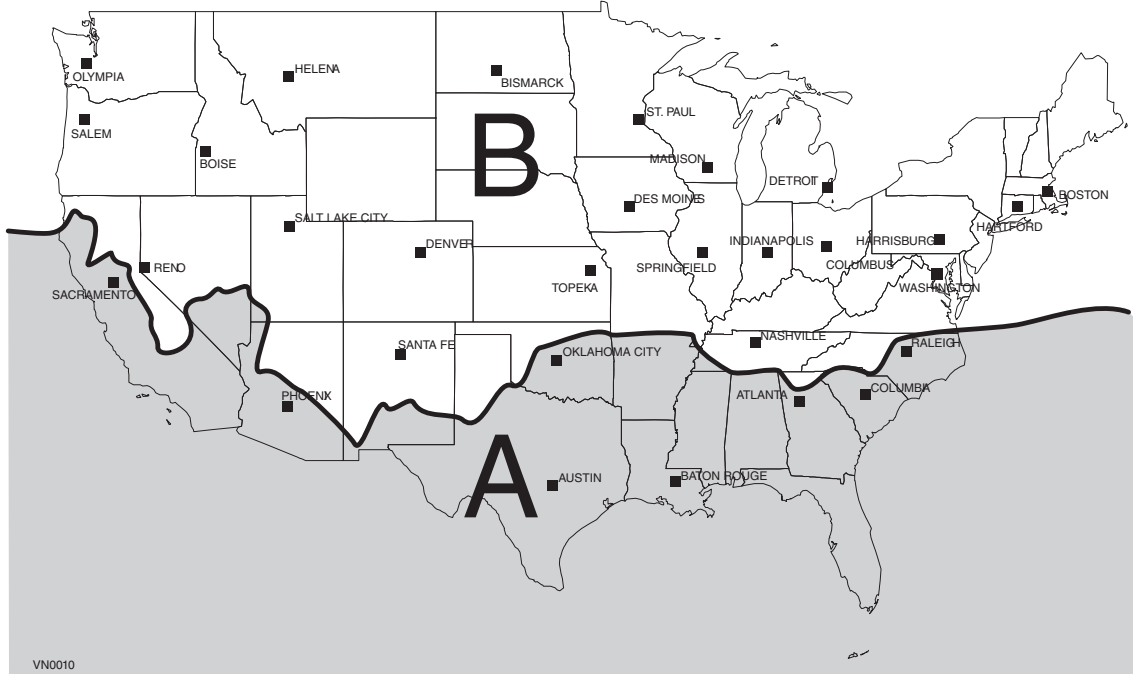 OLYMPIA
HELENA
BISMARCK
SALEM
ST. PAUL
BOISE
B
MADISON
DETROIT
BOSTON
DES MOINES
SALT LAKE CITY
HARTFORD
DENVER
INDIANAPOLIS
HARRISBURG
RENO
SPRINGFIELD
COLUMBUS
TOPEKA
WASHINGTON
SACRAMENTO
NASHVILLE
SANTA FE
OKLAHOMA CITY
RALEIGH
PHOENIX
ATLANTA
COLUMBIA
A
AUSTIN
BATON ROUGE
VN0010